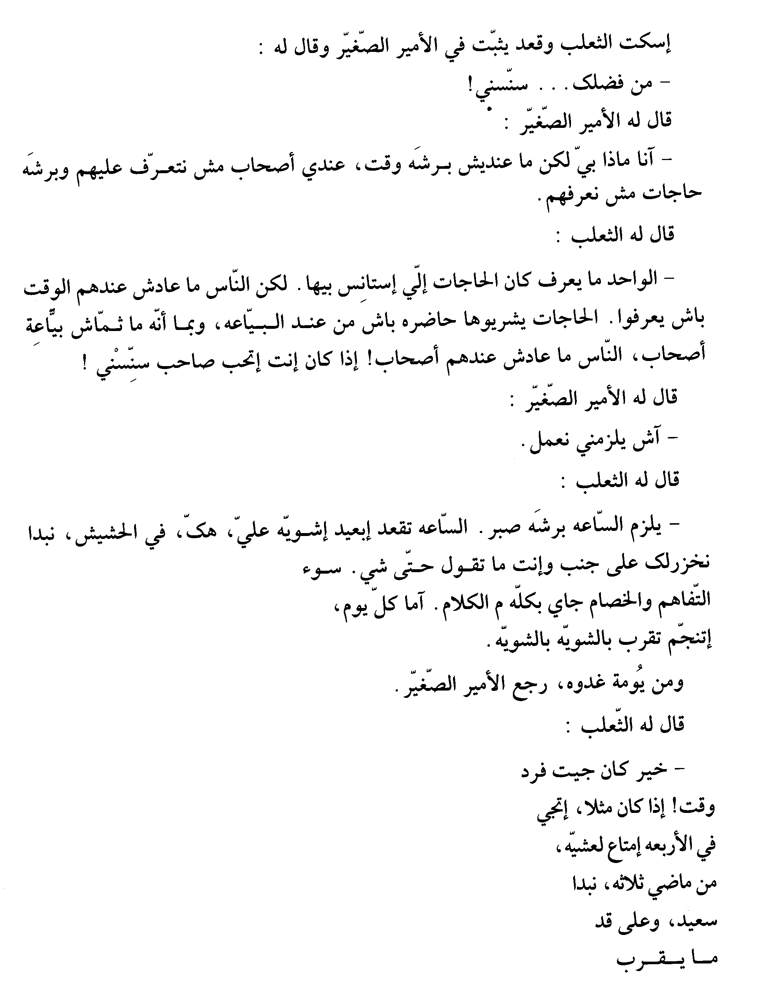 إسكت الثعلب وقعد يثبّت في الأمير الصّغيّر وقال له :
– من فضلك. . . سنّسني!
قال له الأمير الصّغيّر :
– آنا ماذا بيّ لكن ما عنديش برشَه وقت، عندي أصحاب مش نتعرّف عليهم وبرشَه
حاجات مش نعرفهم.
قال له الثعلب :
– الواحد ما يعرف كان الحاجات إلّي إستانِس بيها. لكن النّاس ما عادش عندهم الوقت
باش يعرفوا. الحاجات يشريوها حاضره باش من عند البيّاعه، وبما أنّه ما ثمّاش بيّاعِة
أصحاب، النّاس ما عادش عندهم أصحاب! إذا كان إنت إتحب صاحب سنِّسْني !
قال له الأمير الصّغيّر :
– آش يلزمني نعمل.
قال له الثعلب :
– يلزم السّاعه برشَه صبر. السّاعه تقعد إبعيد إشويّه عليّ، هكّ، في الحشيش، نبدا
نخزرلك على جنب وإنت ما تقول حتّى شي. سوء
التّفاهم والخصام جاي بكلّه م الكلام. آما كلّ يوم،
إتنجّم تقرب بالشويّه بالشويّه.
ومن يُومة غدوه، رجع الأمير الصّغيّر.
قال له الثّعلب :
– خير كان جيت فرد
وقت! إذا كان مثلا، إتجي
في الأربعه إمتاع لعشيّه،
من ماضي ثلاثه، نبدا
سعيد، وعلى قد
ما يقرب